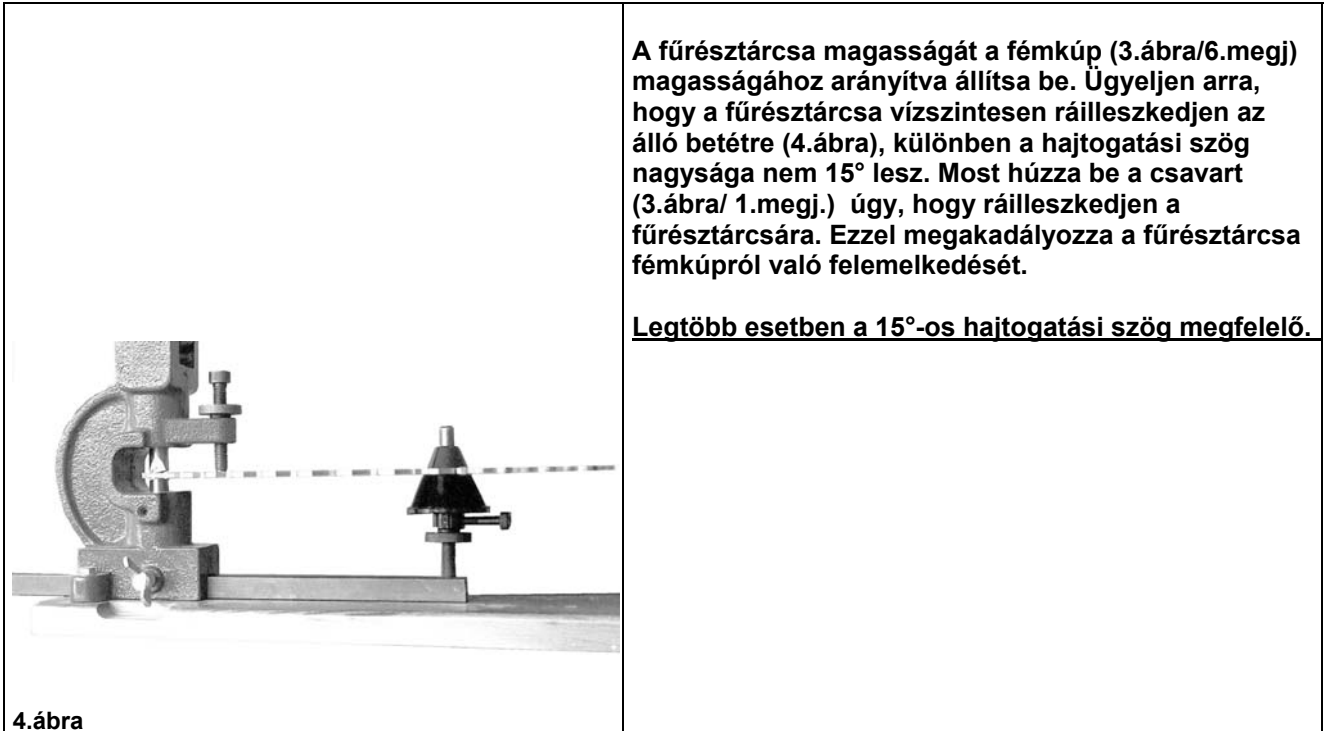 A fűrésztárcsa magasságát a fémkúp (3.ábra/6.megj)
magasságához arányítva állítsa be. Ügyeljen arra,
hogy a fűrésztárcsa vízszintesen ráilleszkedjen az
álló betétre (4.ábra), különben a hajtogatási szög
nagysága nem 15° lesz. Most húzza be a csavart
(3.ábra/ 1.megj.)  úgy, hogy ráilleszkedjen a
fűrésztárcsára. Ezzel megakadályozza a fűrésztárcsa
fémkúpról való felemelkedését.
Legtöbb esetben a 15°-os hajtogatási szög megfelelő.
4.ábra